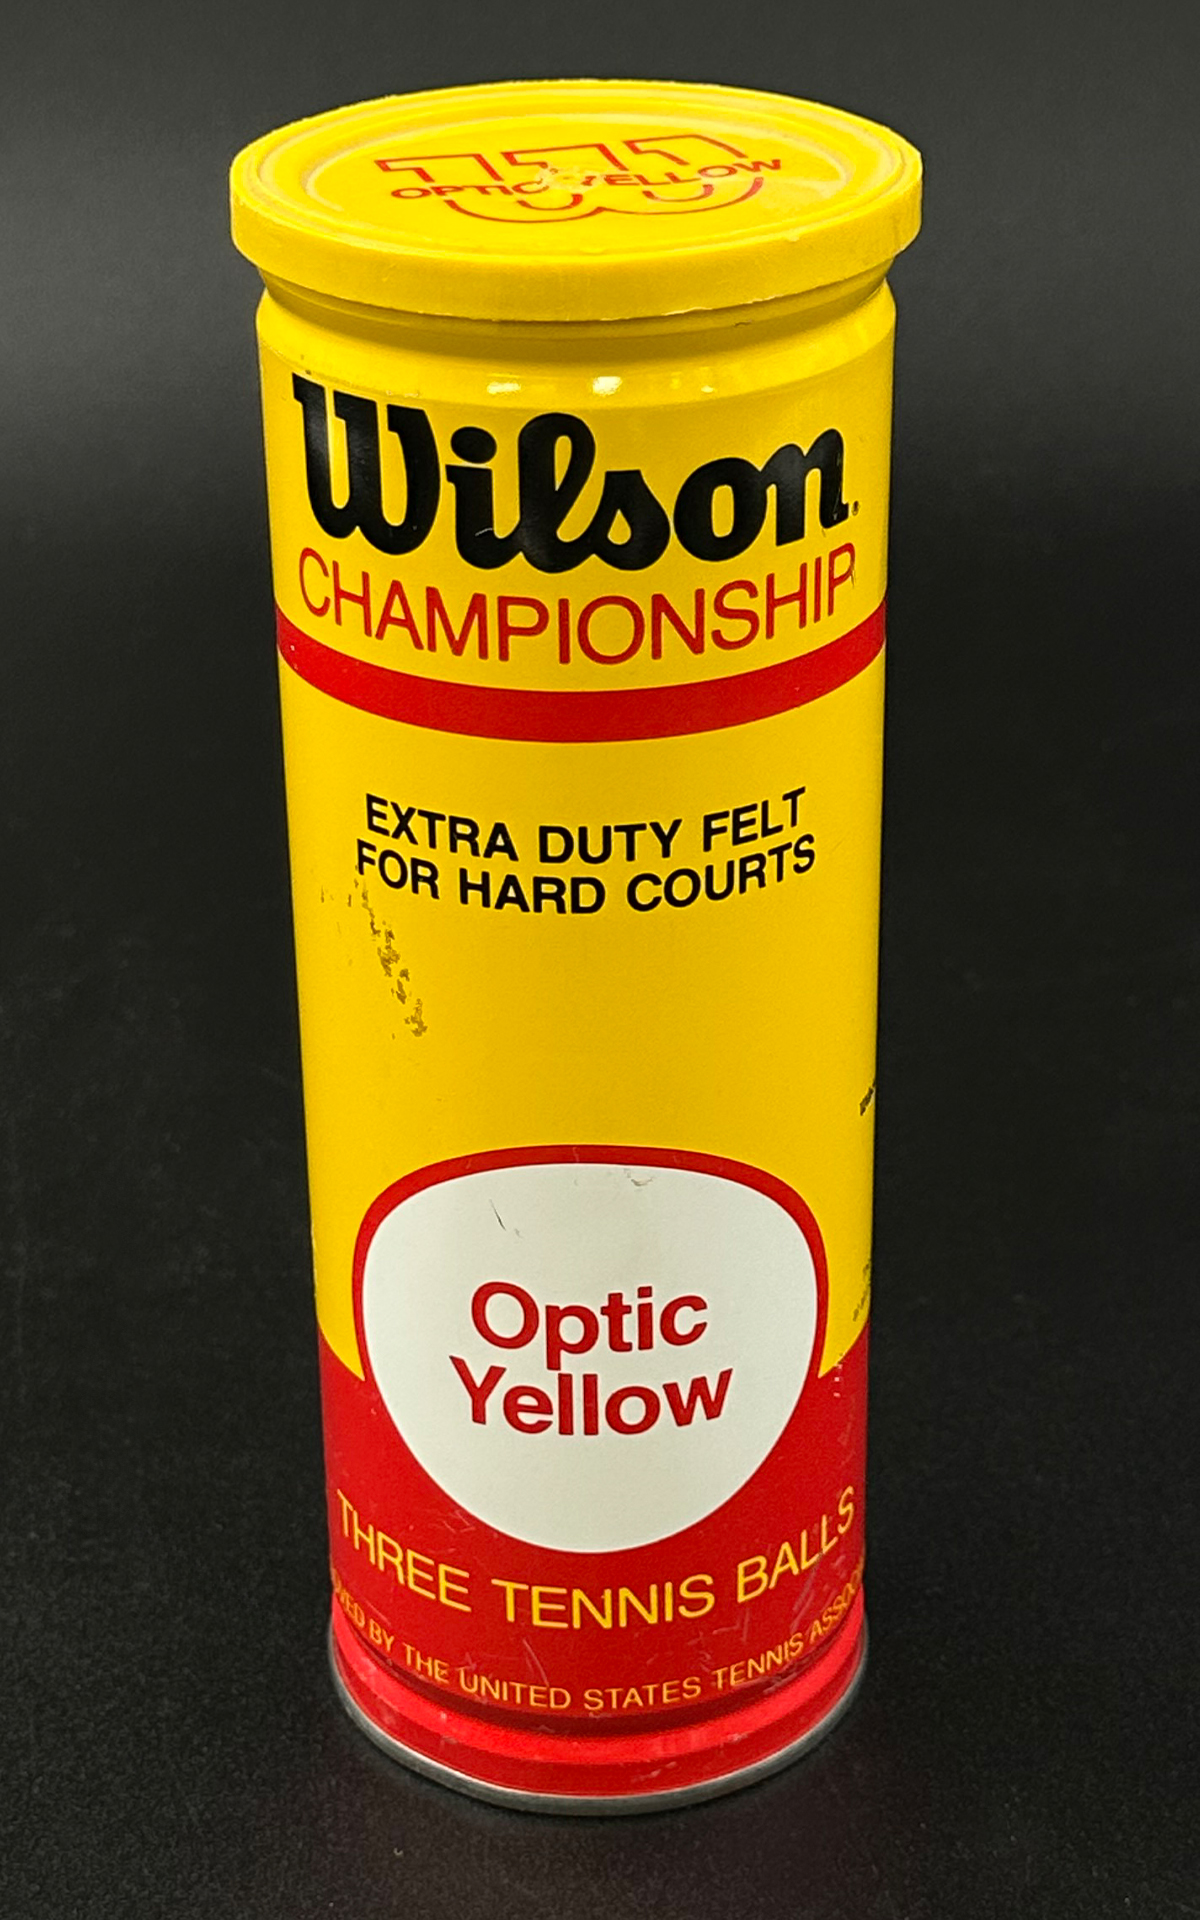 OPTIC YELLOW
Wilson.
CHAMPIONSHIP
EXTRA DUTY FELT
FOR HARD COURTS
Optic
Yellow
THREE TENNIS BALLS
BY THE UNITED STATES TENNIS